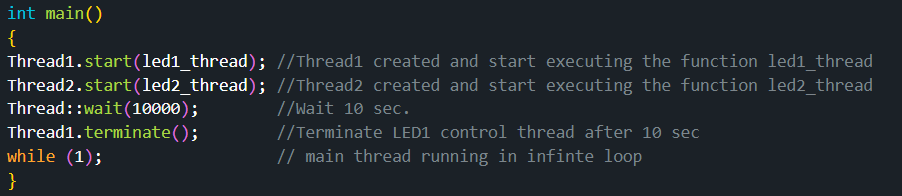 int main()
{
Thread1.start(led1_thread); //Thread1 created and start executing the function led1_thread
Thread2.start(led2_thread); //Thread2 created and start executing the function led2_thread
Thread::wait(10000);        //Wait 10 sec.
Thread1.terminate();        //Terminate LED1 control thread after 10 sec
while (1);                  // main thread running in infinte loop
}